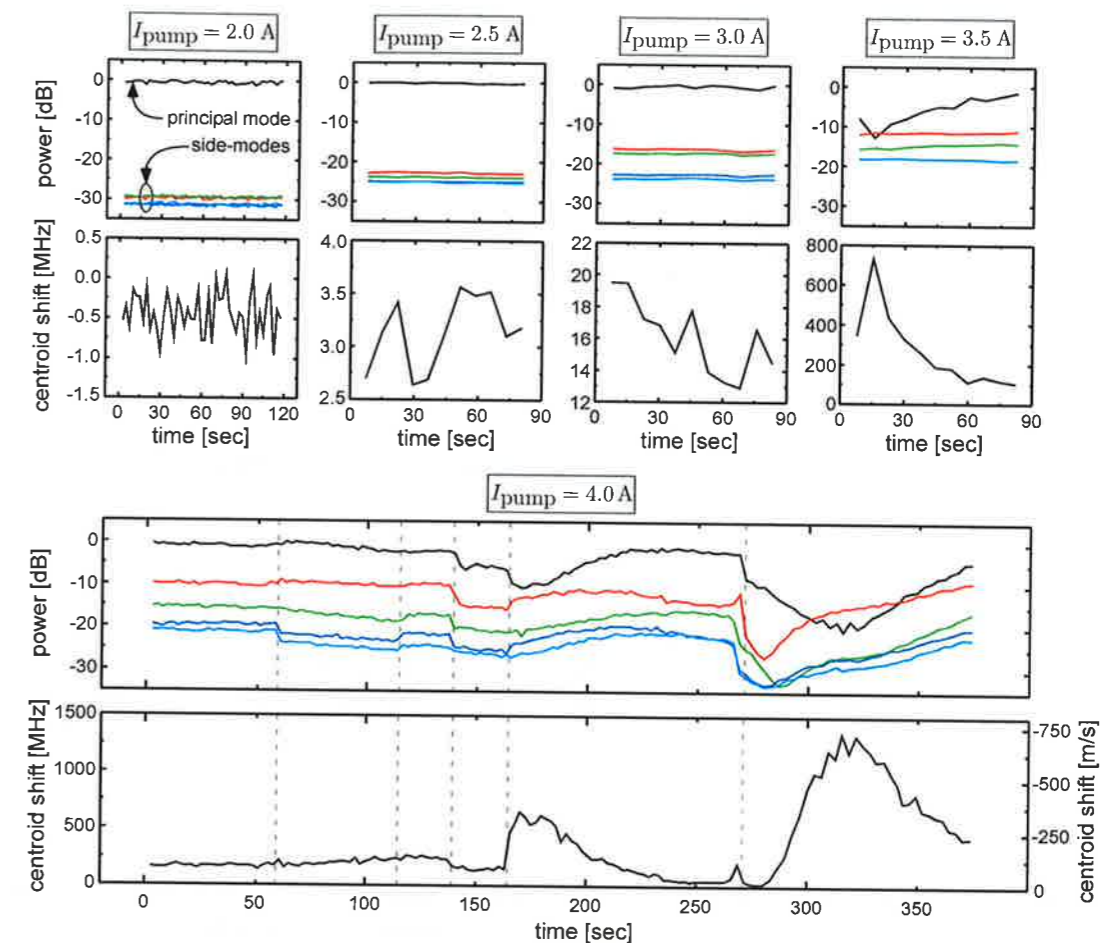 I_pump = 2.0 A
I_pump = 2.5 A
I_pump = 3.0 A
I_pump = 3.5 A
power [dB]
0
-10
-20
-30
principal mode
side-modes
0
-10
-20
-30
0
-10
-20
-30
0
-10
-20
-30
centroid shift [MHz]
0.5
0.0
-0.5
-1.0
-1.5
0 30 60 90 120
time [sec]
4.0
3.5
3.0
2.5
0 30 60 90
time [sec]
22
20
18
16
14
12
0 30 60 90
time [sec]
800
600
400
200
0
0 30 60 90
time [sec]
I_pump = 4.0 A
power [dB]
0
-10
-20
-30
centroid shift [MHz]
1500
1000
500
0
0 50 100 150 200 250 300 350
time [sec]
-750
-500
-250
0
centroid shift [m/s]